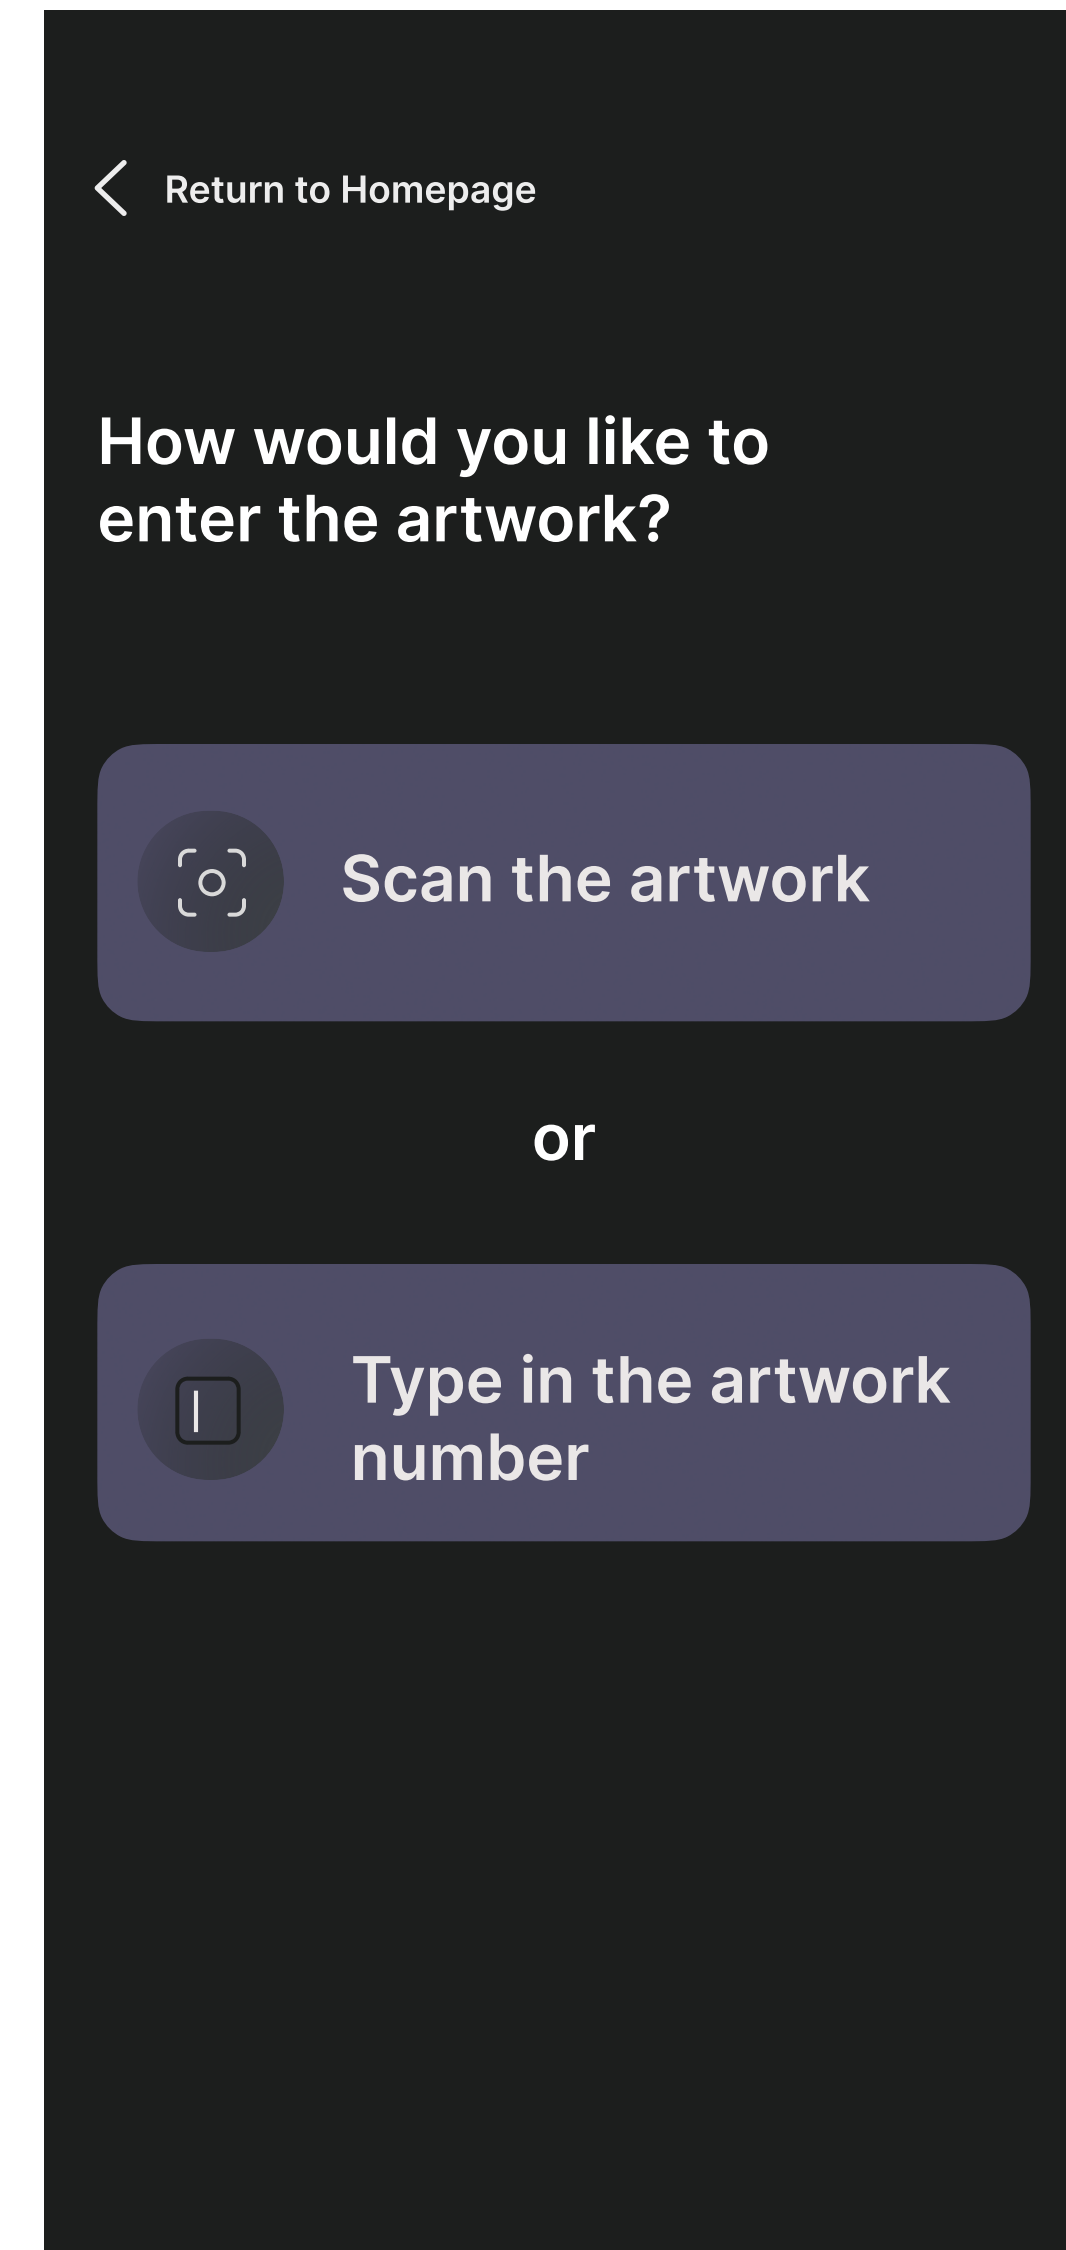 Return to Homepage
How would you like to
enter the artwork?
Scan the artwork
or
Type in the artwork
number